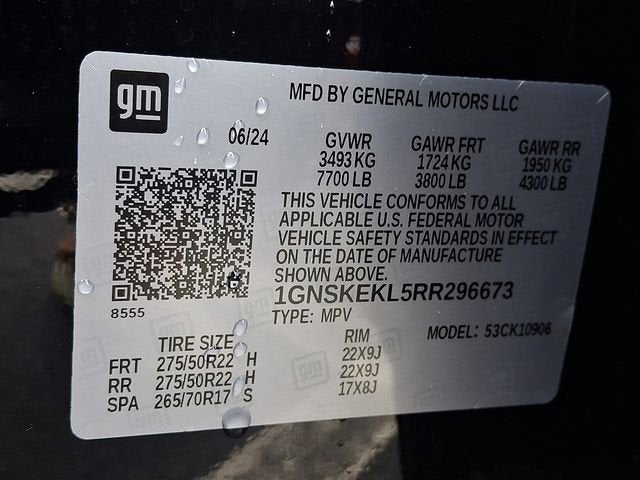 gm
MFD BY GENERAL MOTORS LLC
06/24
GVWR GAWR FRT GAWR RR
3493 KG 1724 KG 1950 KG
7700 LB 3800 LB 4300 LB
THIS VEHICLE CONFORMS TO ALL
APPLICABLE U.S. FEDERAL MOTOR
VEHICLE SAFETY STANDARDS IN EFFECT
ON THE DATE OF MANUFACTURE
SHOWN ABOVE.
1GNSKEKL5RR296673
8555
TYPE: MPV
MODEL: 53CK10906
TIRE SIZE RIM
FRT 275/50R22 H 22X9J
RR 275/50R22 H 22X9J
SPA 265/70R17 S 17X8J